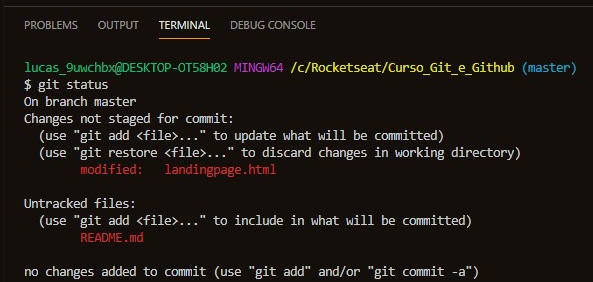 PROBLEMS OUTPUT TERMINAL DEBUG CONSOLE
lucas_9uwchbx@DESKTOP-OT58H02 MINGW64 /c/Rocketseat/Curso_Git_e_Github (master)
$ git status
On branch master
Changes not staged for commit:
  (use "git add <file>..." to update what will be committed)
  (use "git restore <file>..." to discard changes in working directory)
        modified:   landingpage.html
Untracked files:
  (use "git add <file>..." to include in what will be committed)
        README.md
no changes added to commit (use "git add" and/or "git commit -a")